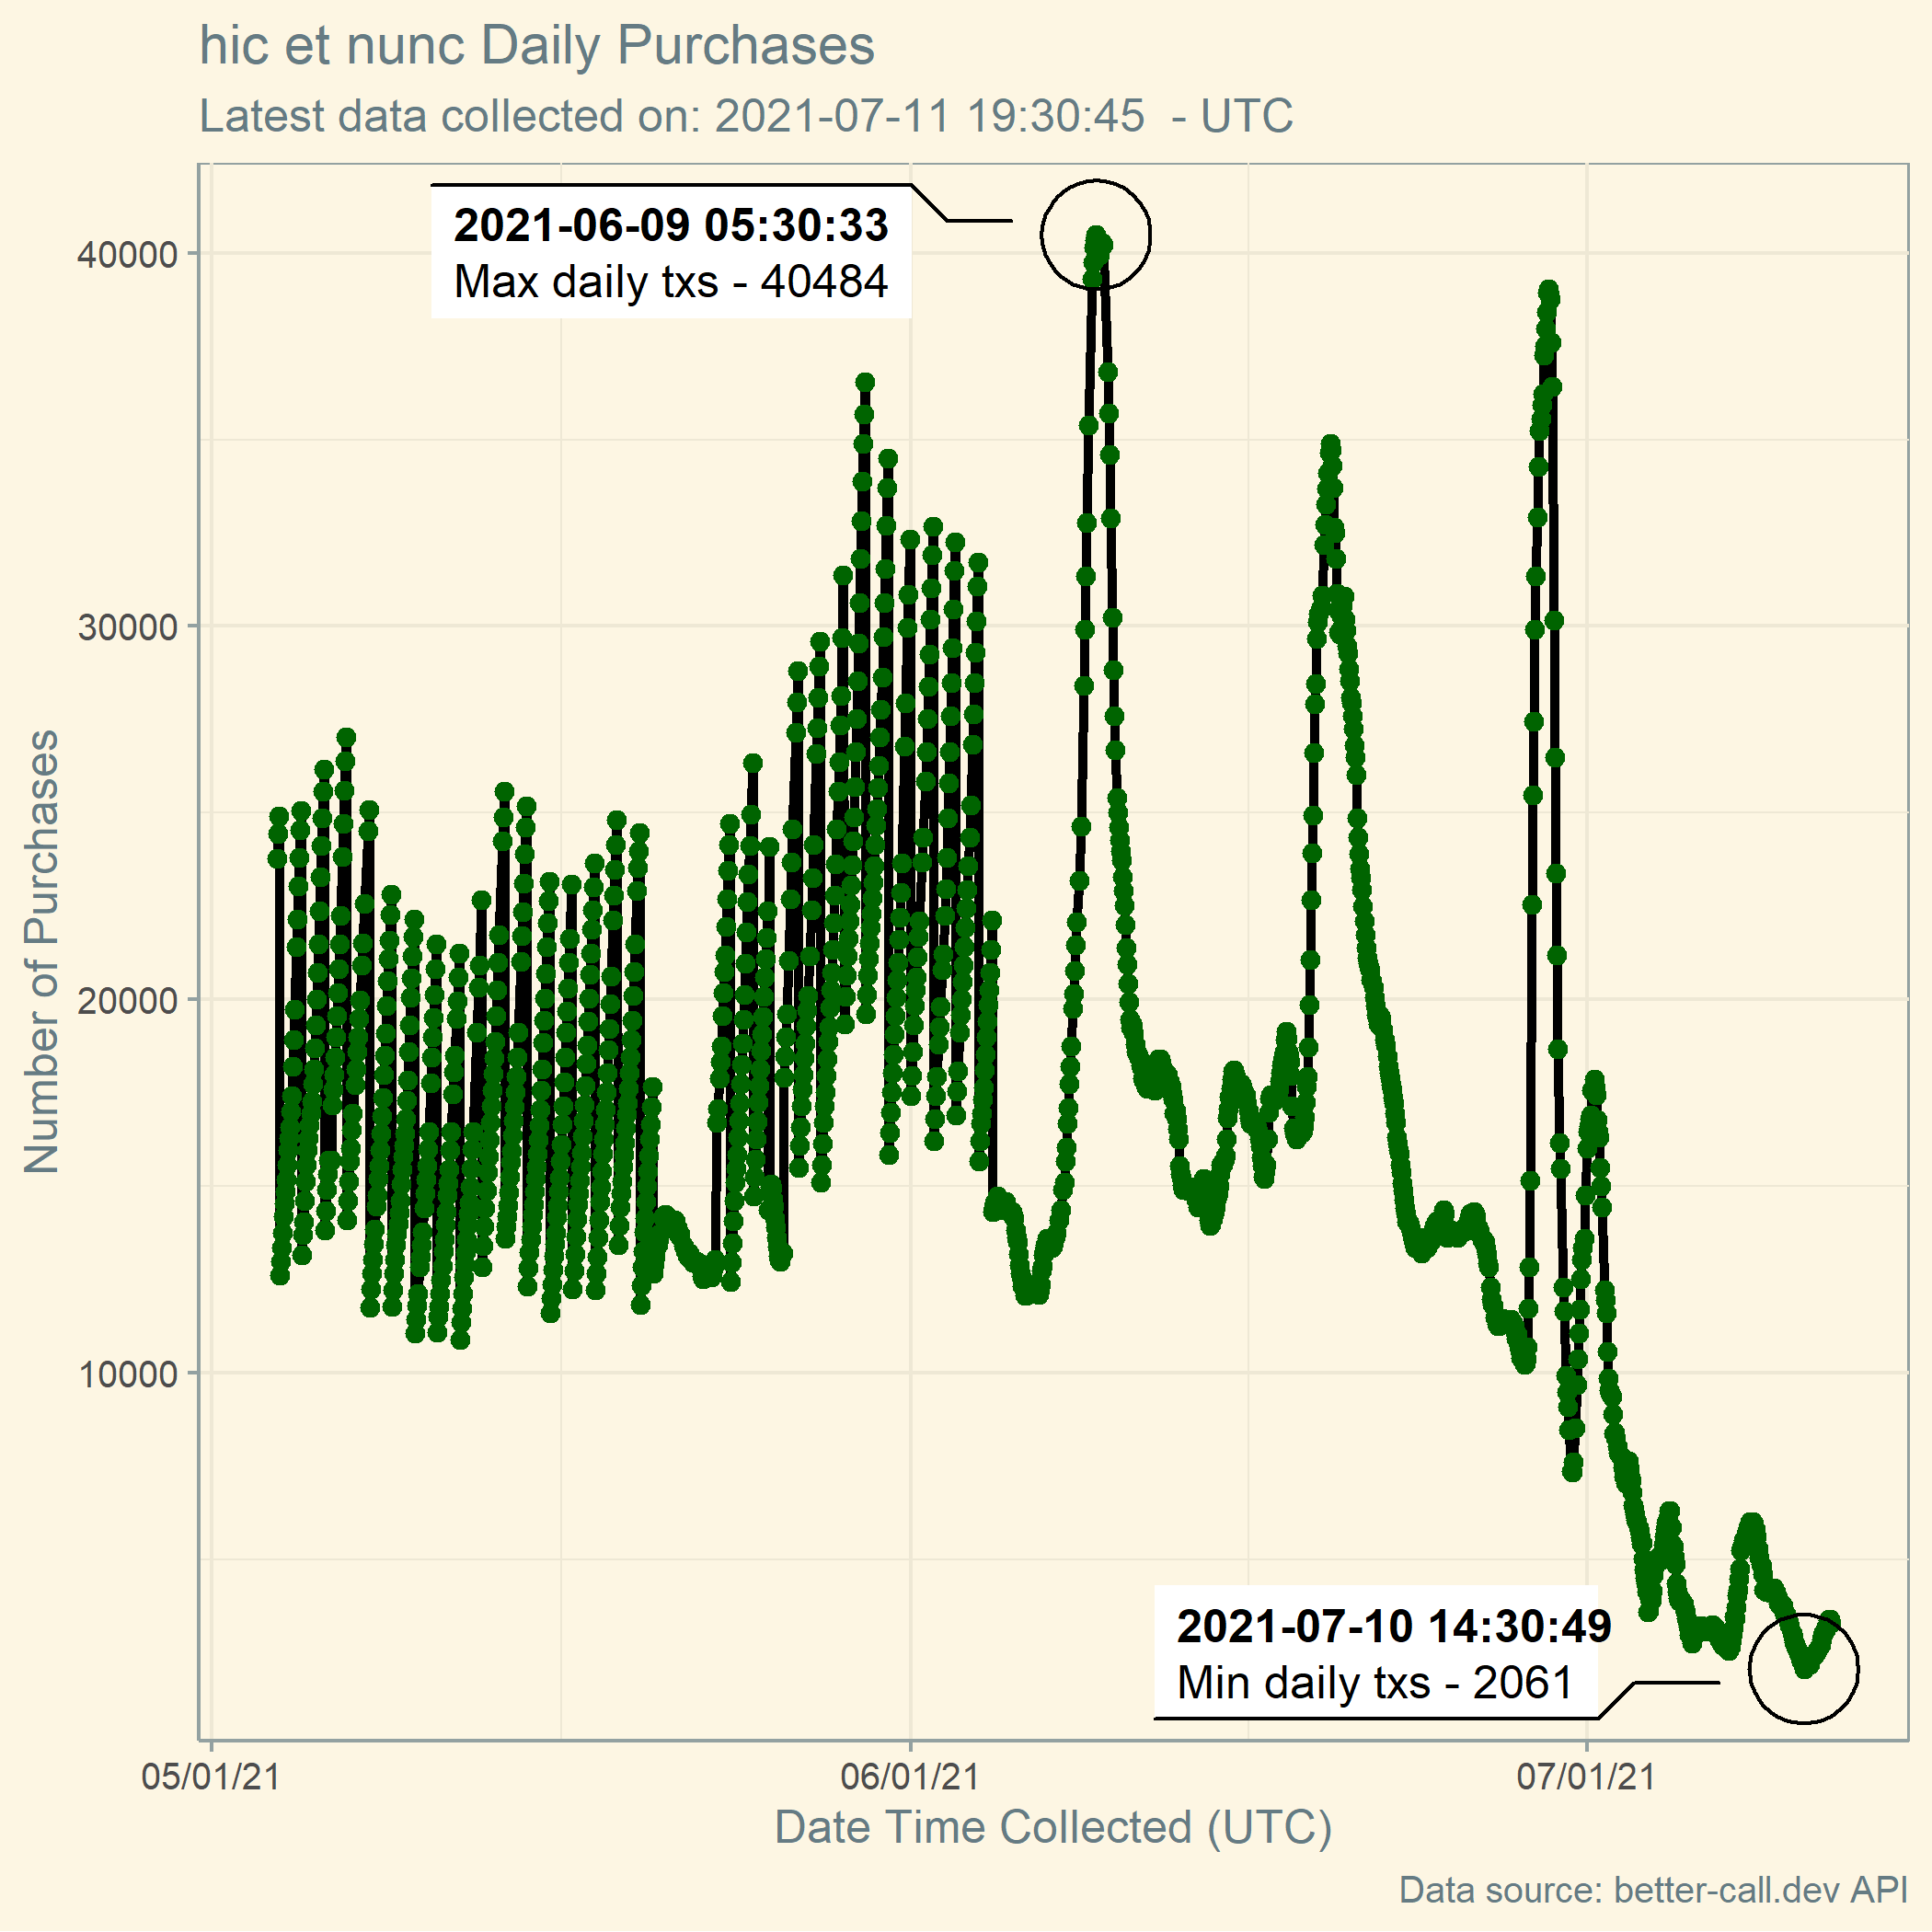 hic et nunc Daily Purchases
Latest data collected on: 2021-07-11 19:30:45  - UTC
2021-06-09 05:30:33
Max daily txs - 40484
40000
30000
20000
10000
Number of Purchases
2021-07-10 14:30:49
Min daily txs - 2061
05/01/21
06/01/21
07/01/21
Date Time Collected (UTC)
Data source: better-call.dev API